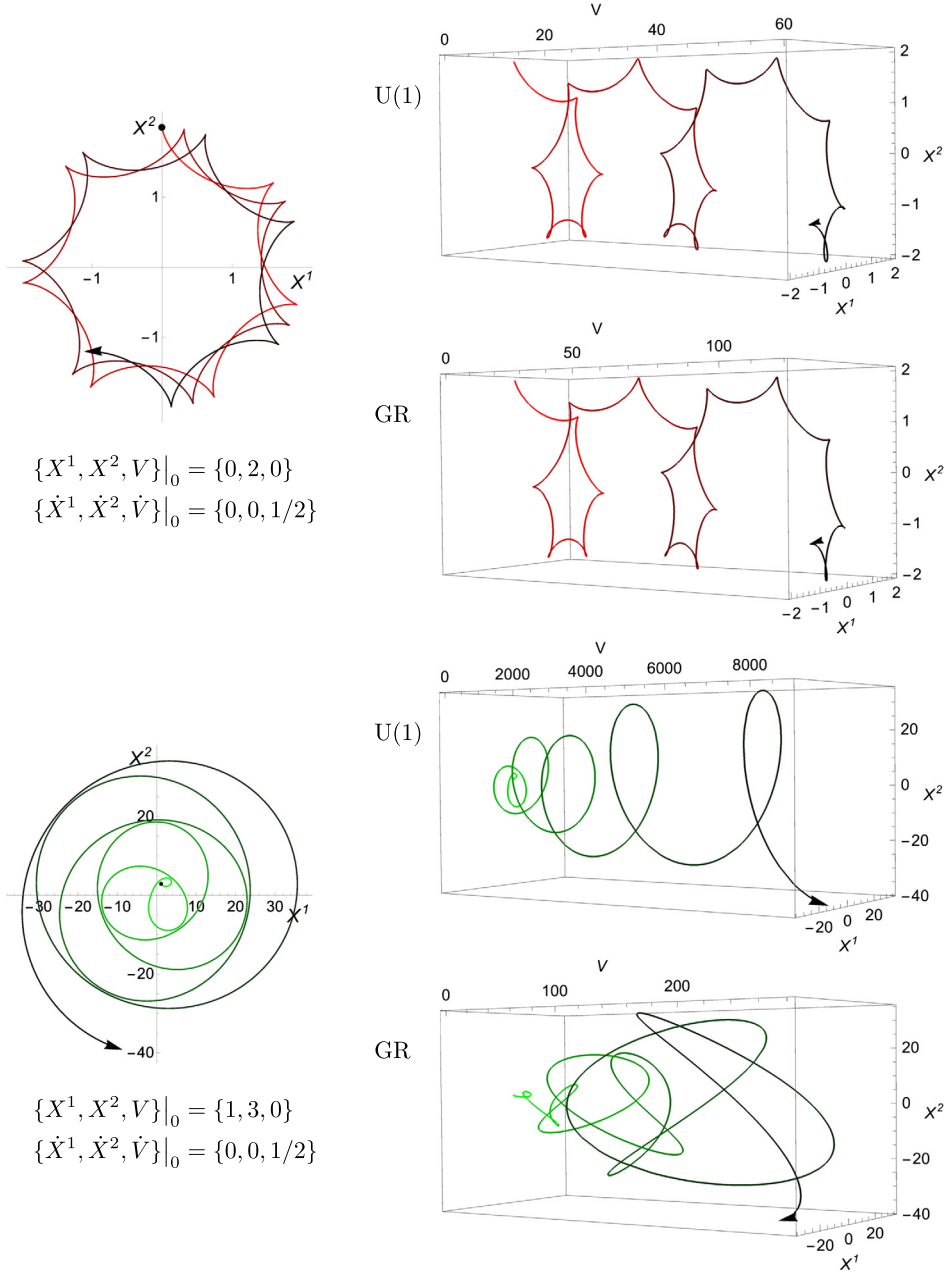 V
0 20 40 60
U(1)
2
1
0
−1
−2
X²
−2 −1 0 1 2
X¹
X²
1
−1 1
X¹
−1
V
0 50 100
GR
2
1
0
−1
−2
X²
−2 −1 0 1 2
X¹
{X¹, X², V}|₀ = {0, 2, 0}
{Ẋ¹, Ẋ², V̇}|₀ = {0, 0, 1/2}
V
0 2000 4000 6000 8000
U(1)
20
0
−20
−40
X²
−20 0 20
X¹
X²
20
−30 −20 −10 10 20 30
X¹
−20
−40
V
0 100 200
GR
20
0
−20
−40
X²
−20 0 20
X¹
{X¹, X², V}|₀ = {1, 3, 0}
{Ẋ¹, Ẋ², V̇}|₀ = {0, 0, 1/2}